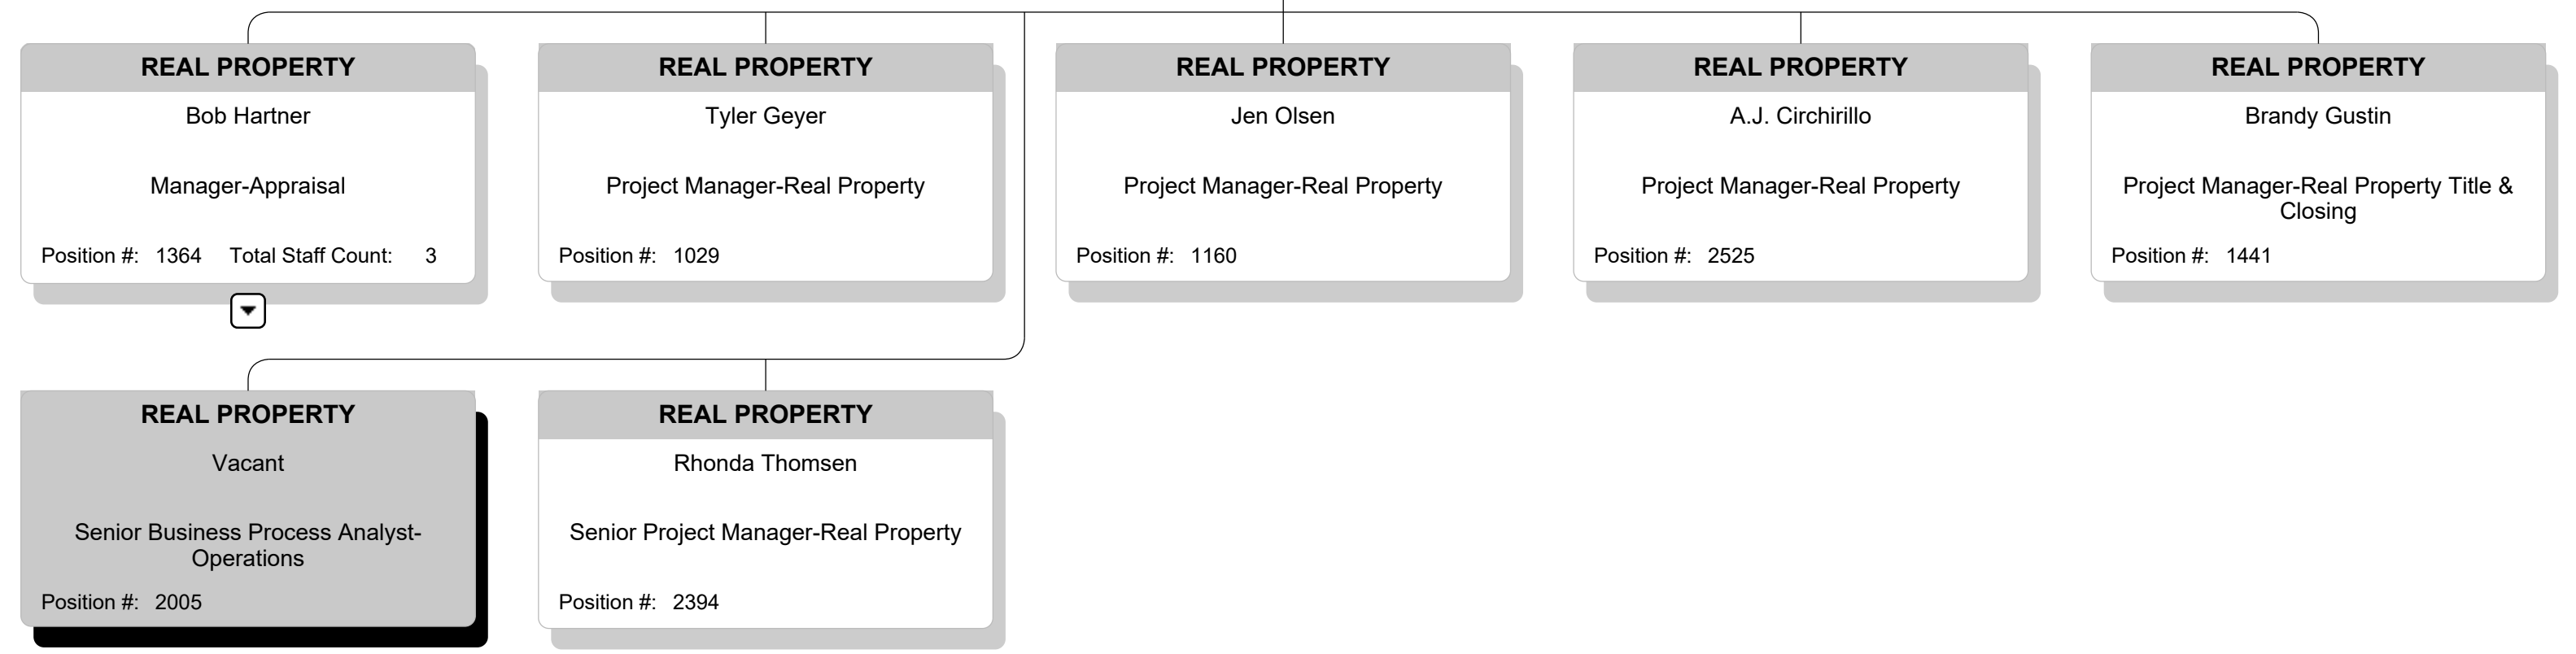 REAL PROPERTY
Bob Hartner
Manager-Appraisal
Position #: 1364 Total Staff Count: 3
REAL PROPERTY
Tyler Geyer
Project Manager-Real Property
Position #: 1029
REAL PROPERTY
Jen Olsen
Project Manager-Real Property
Position #: 1160
REAL PROPERTY
A.J. Circhirillo
Project Manager-Real Property
Position #: 2525
REAL PROPERTY
Brandy Gustin
Project Manager-Real Property Title &
Closing
Position #: 1441
REAL PROPERTY
Vacant
Senior Business Process Analyst-
Operations
Position #: 2005
REAL PROPERTY
Rhonda Thomsen
Senior Project Manager-Real Property
Position #: 2394